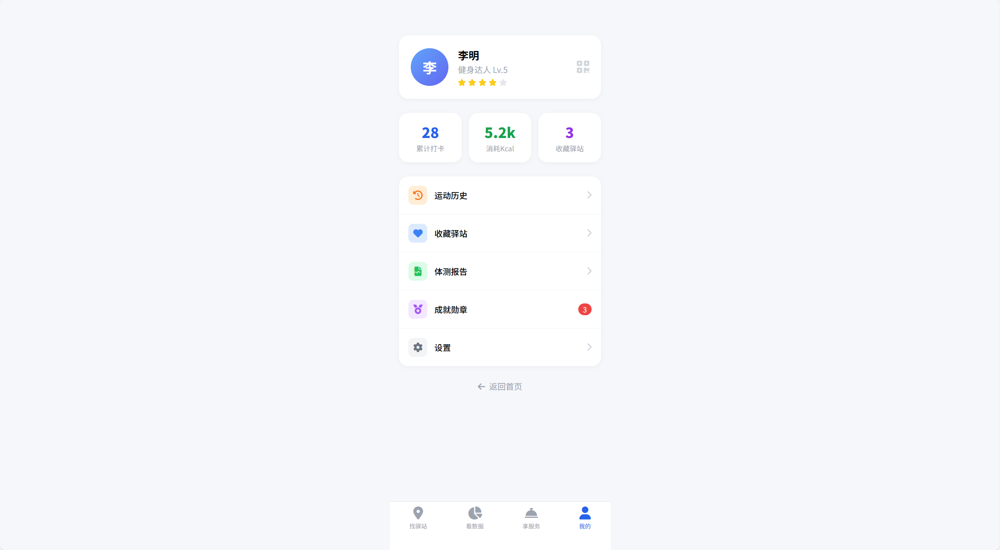 李
李明
健身达人 Lv.5
28
累计打卡
5.2k
消耗Kcal
3
收藏驿站
运动历史
收藏驿站
体测报告
成就勋章
3
设置
返回首页
找驿站
看数据
享服务
我的